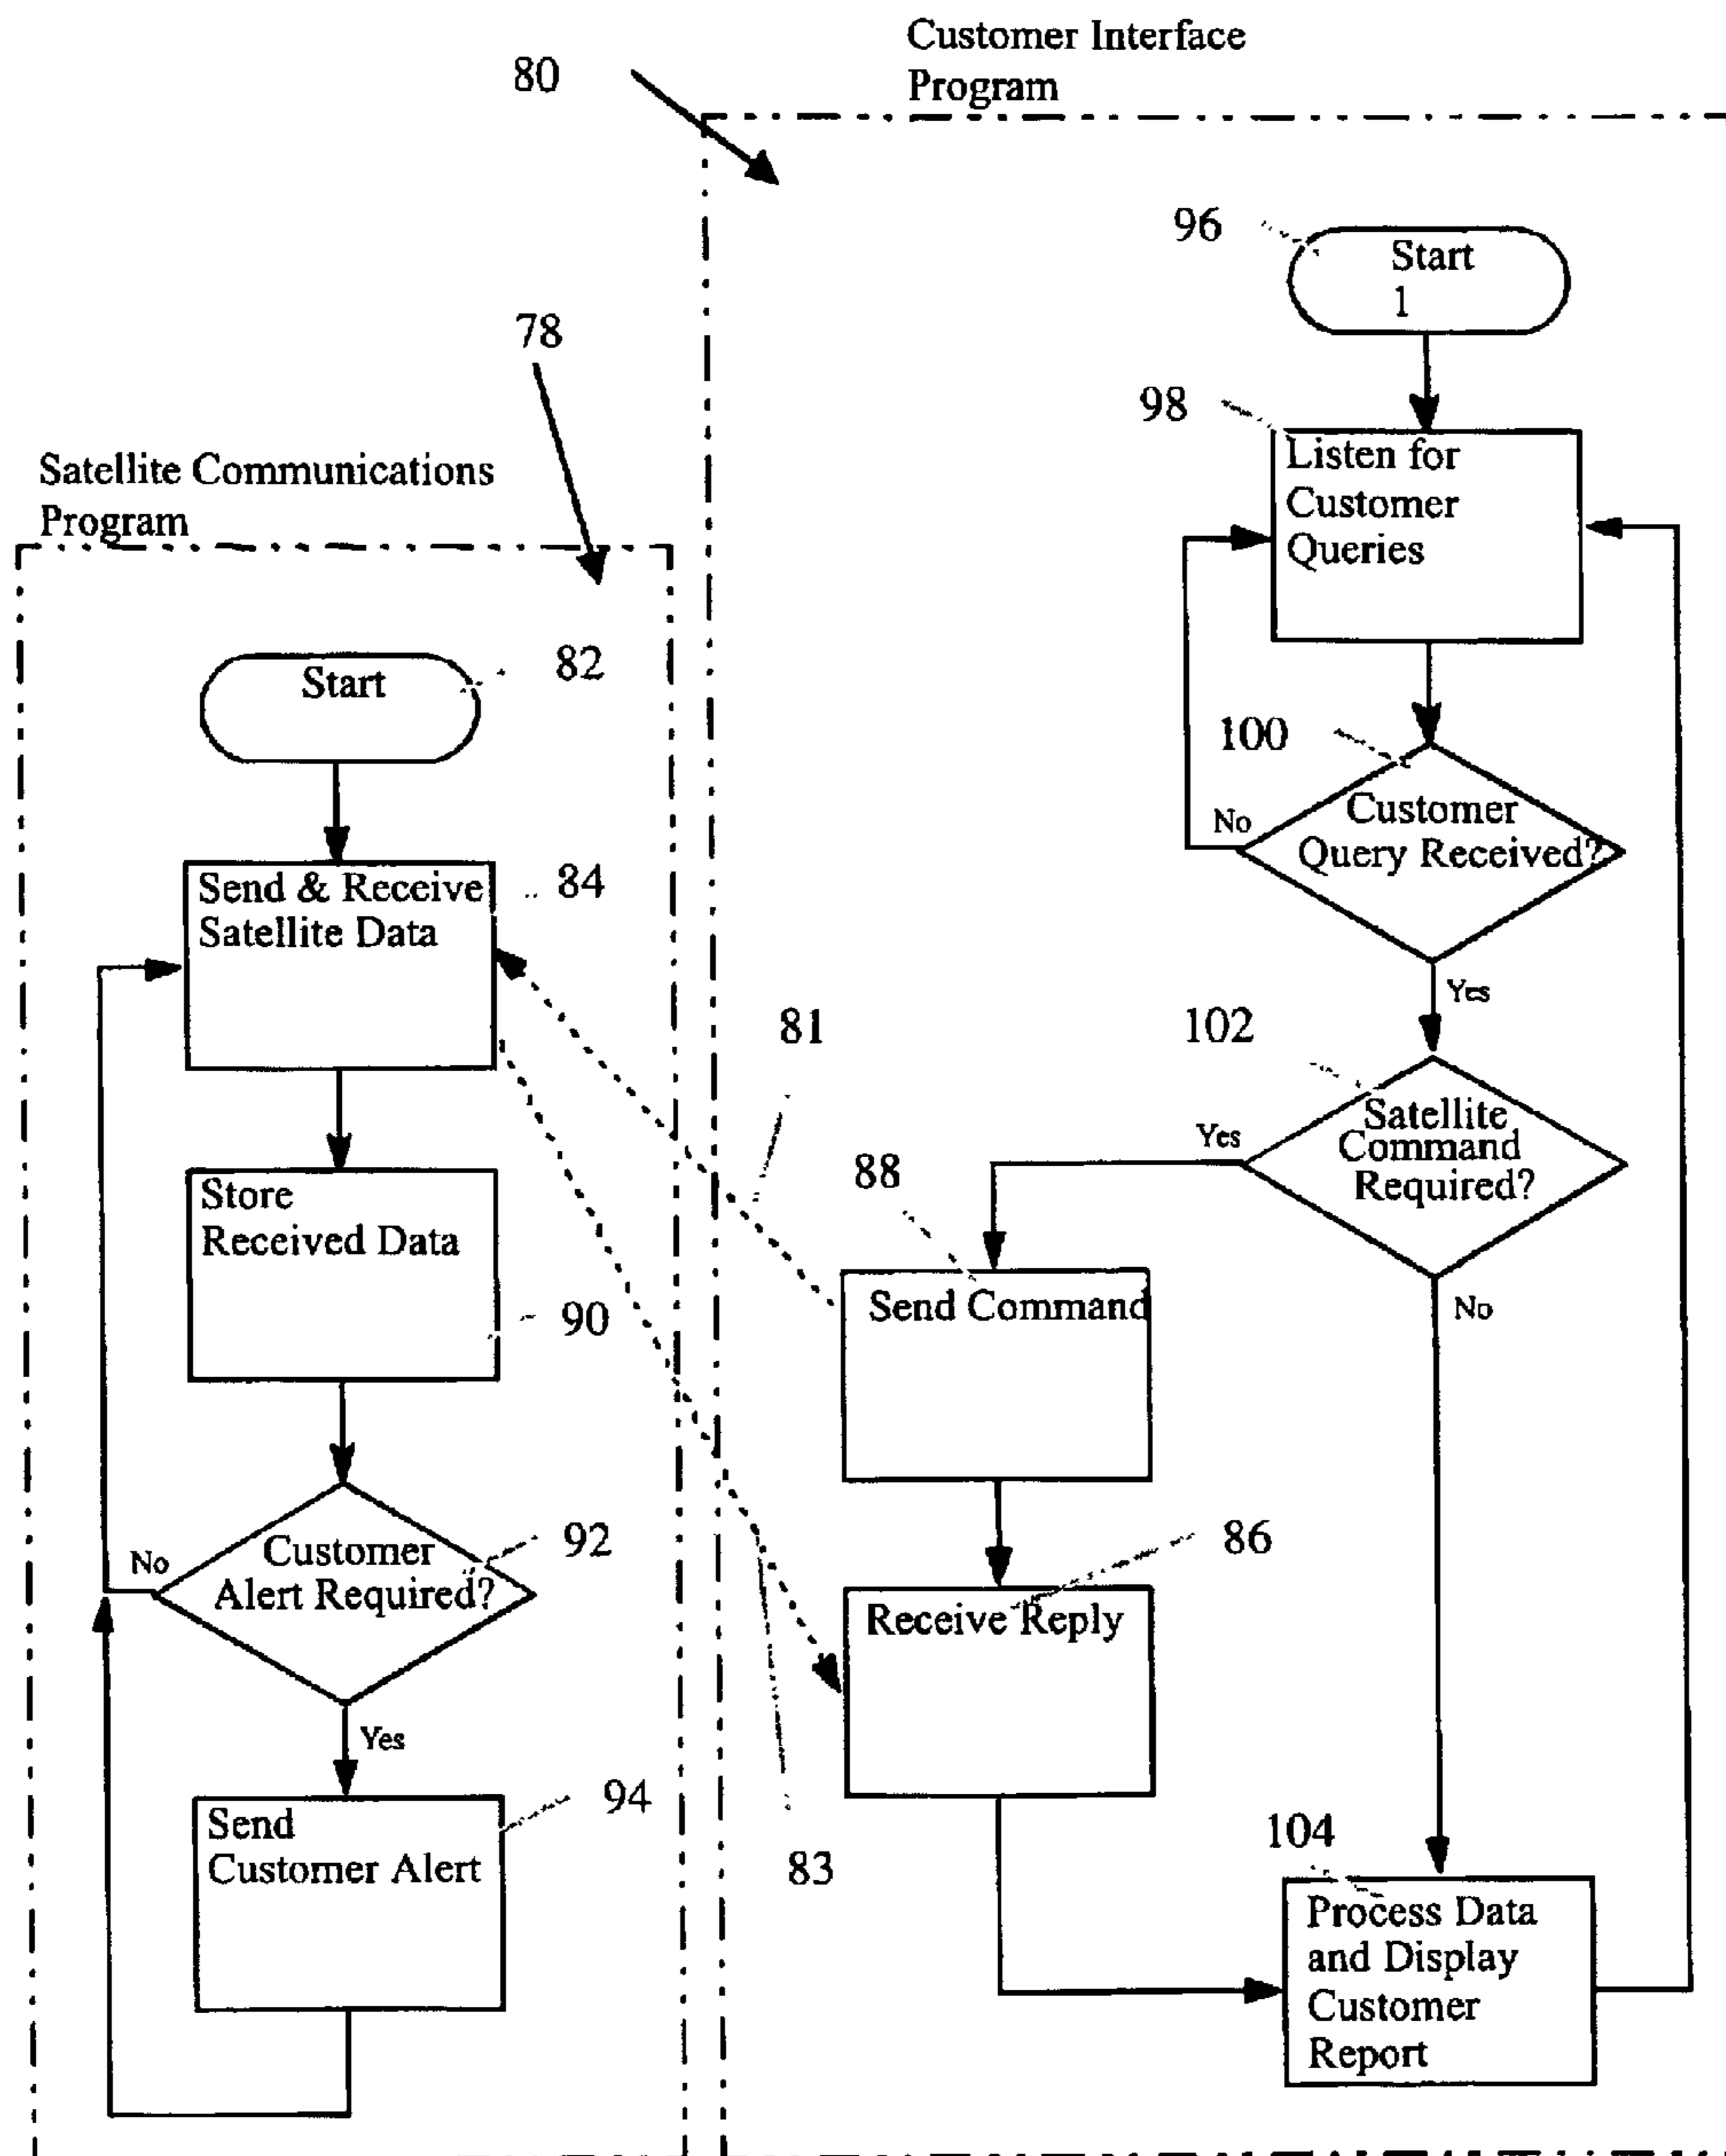 Customer Interface
Program
80
96
Start
1
78
98
Listen for
Customer
Queries
Satellite Communications
Program
Start
82
100
Customer
Query Received?
No
Yes
Send & Receive
Satellite Data
84
81
102
Satellite
Command
Required?
Yes
No
88
Send Command
Store
Received Data
90
86
Receive Reply
Customer
Alert Required?
92
No
Yes
Send
Customer Alert
94
83
104
Process Data
and Display
Customer
Report